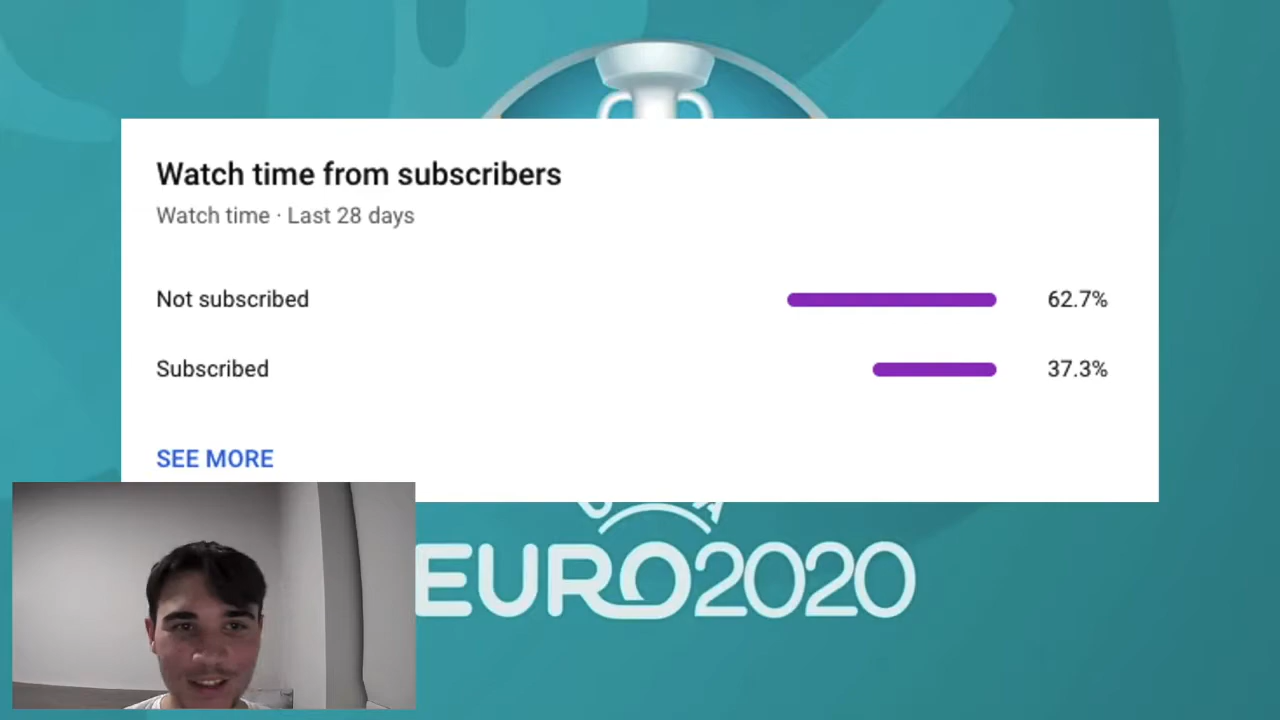 Watch time from subscribers
Watch time · Last 28 days
Not subscribed 62.7%
Subscribed 37.3%
SEE MORE
EURO2020